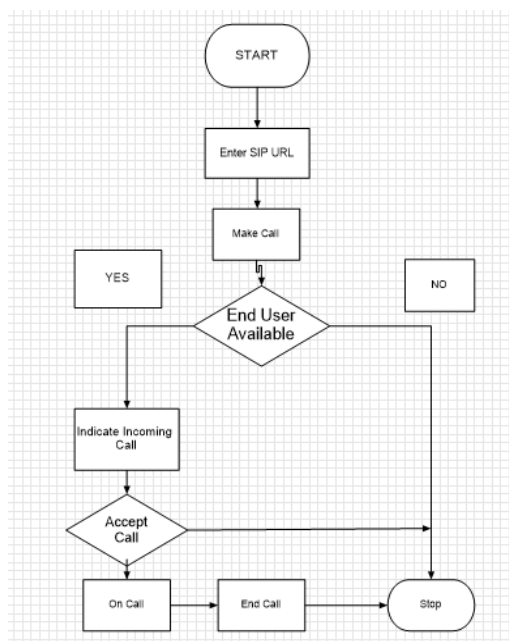 START
Enter SIP URL
Make Call
YES
NO
End User
Available
Indicate Incoming
Call
Accept
Call
On Call
End Call
Stop